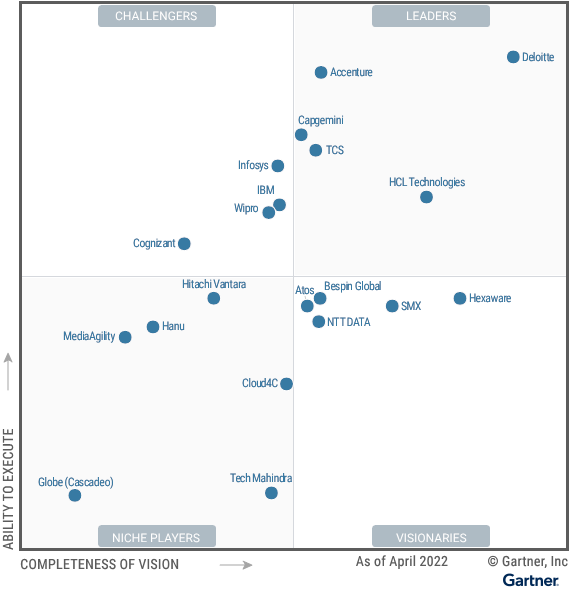 CHALLENGERS
LEADERS
Deloitte
Accenture
Capgemini
TCS
Infosys
HCL Technologies
IBM
Wipro
Cognizant
Hitachi Vantara
Atos
Bespin Global
Hexaware
SMX
NTT DATA
Hanu
MediaAgility
Cloud4C
Tech Mahindra
Globe (Cascadeo)
NICHE PLAYERS
VISIONARIES
ABILITY TO EXECUTE
COMPLETENESS OF VISION
As of April 2022
© Gartner, Inc
Gartner.